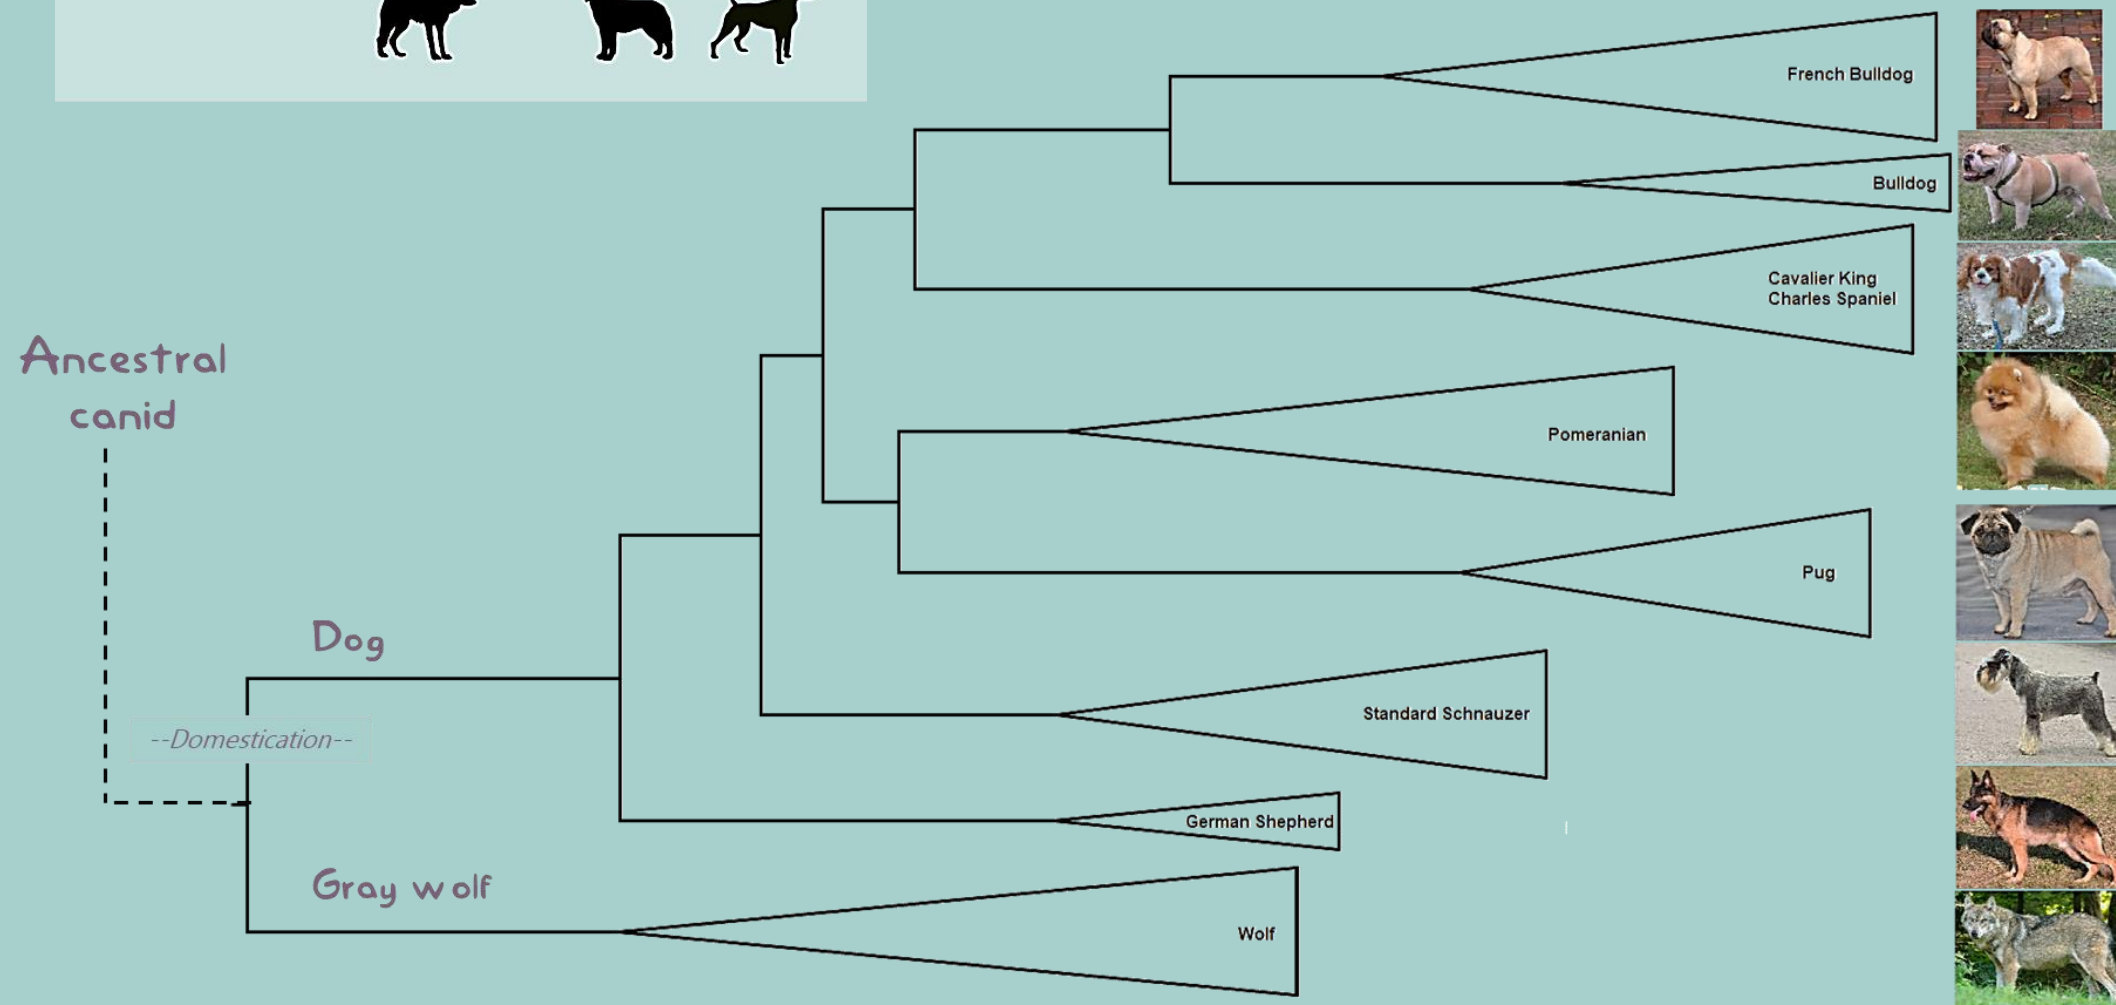 French Bulldog
Bulldog
Cavalier King
Charles Spaniel
Ancestral
canid
Pomeranian
Pug
Dog
Standard Schnauzer
--Domestication--
German Shepherd
Gray wolf
Wolf